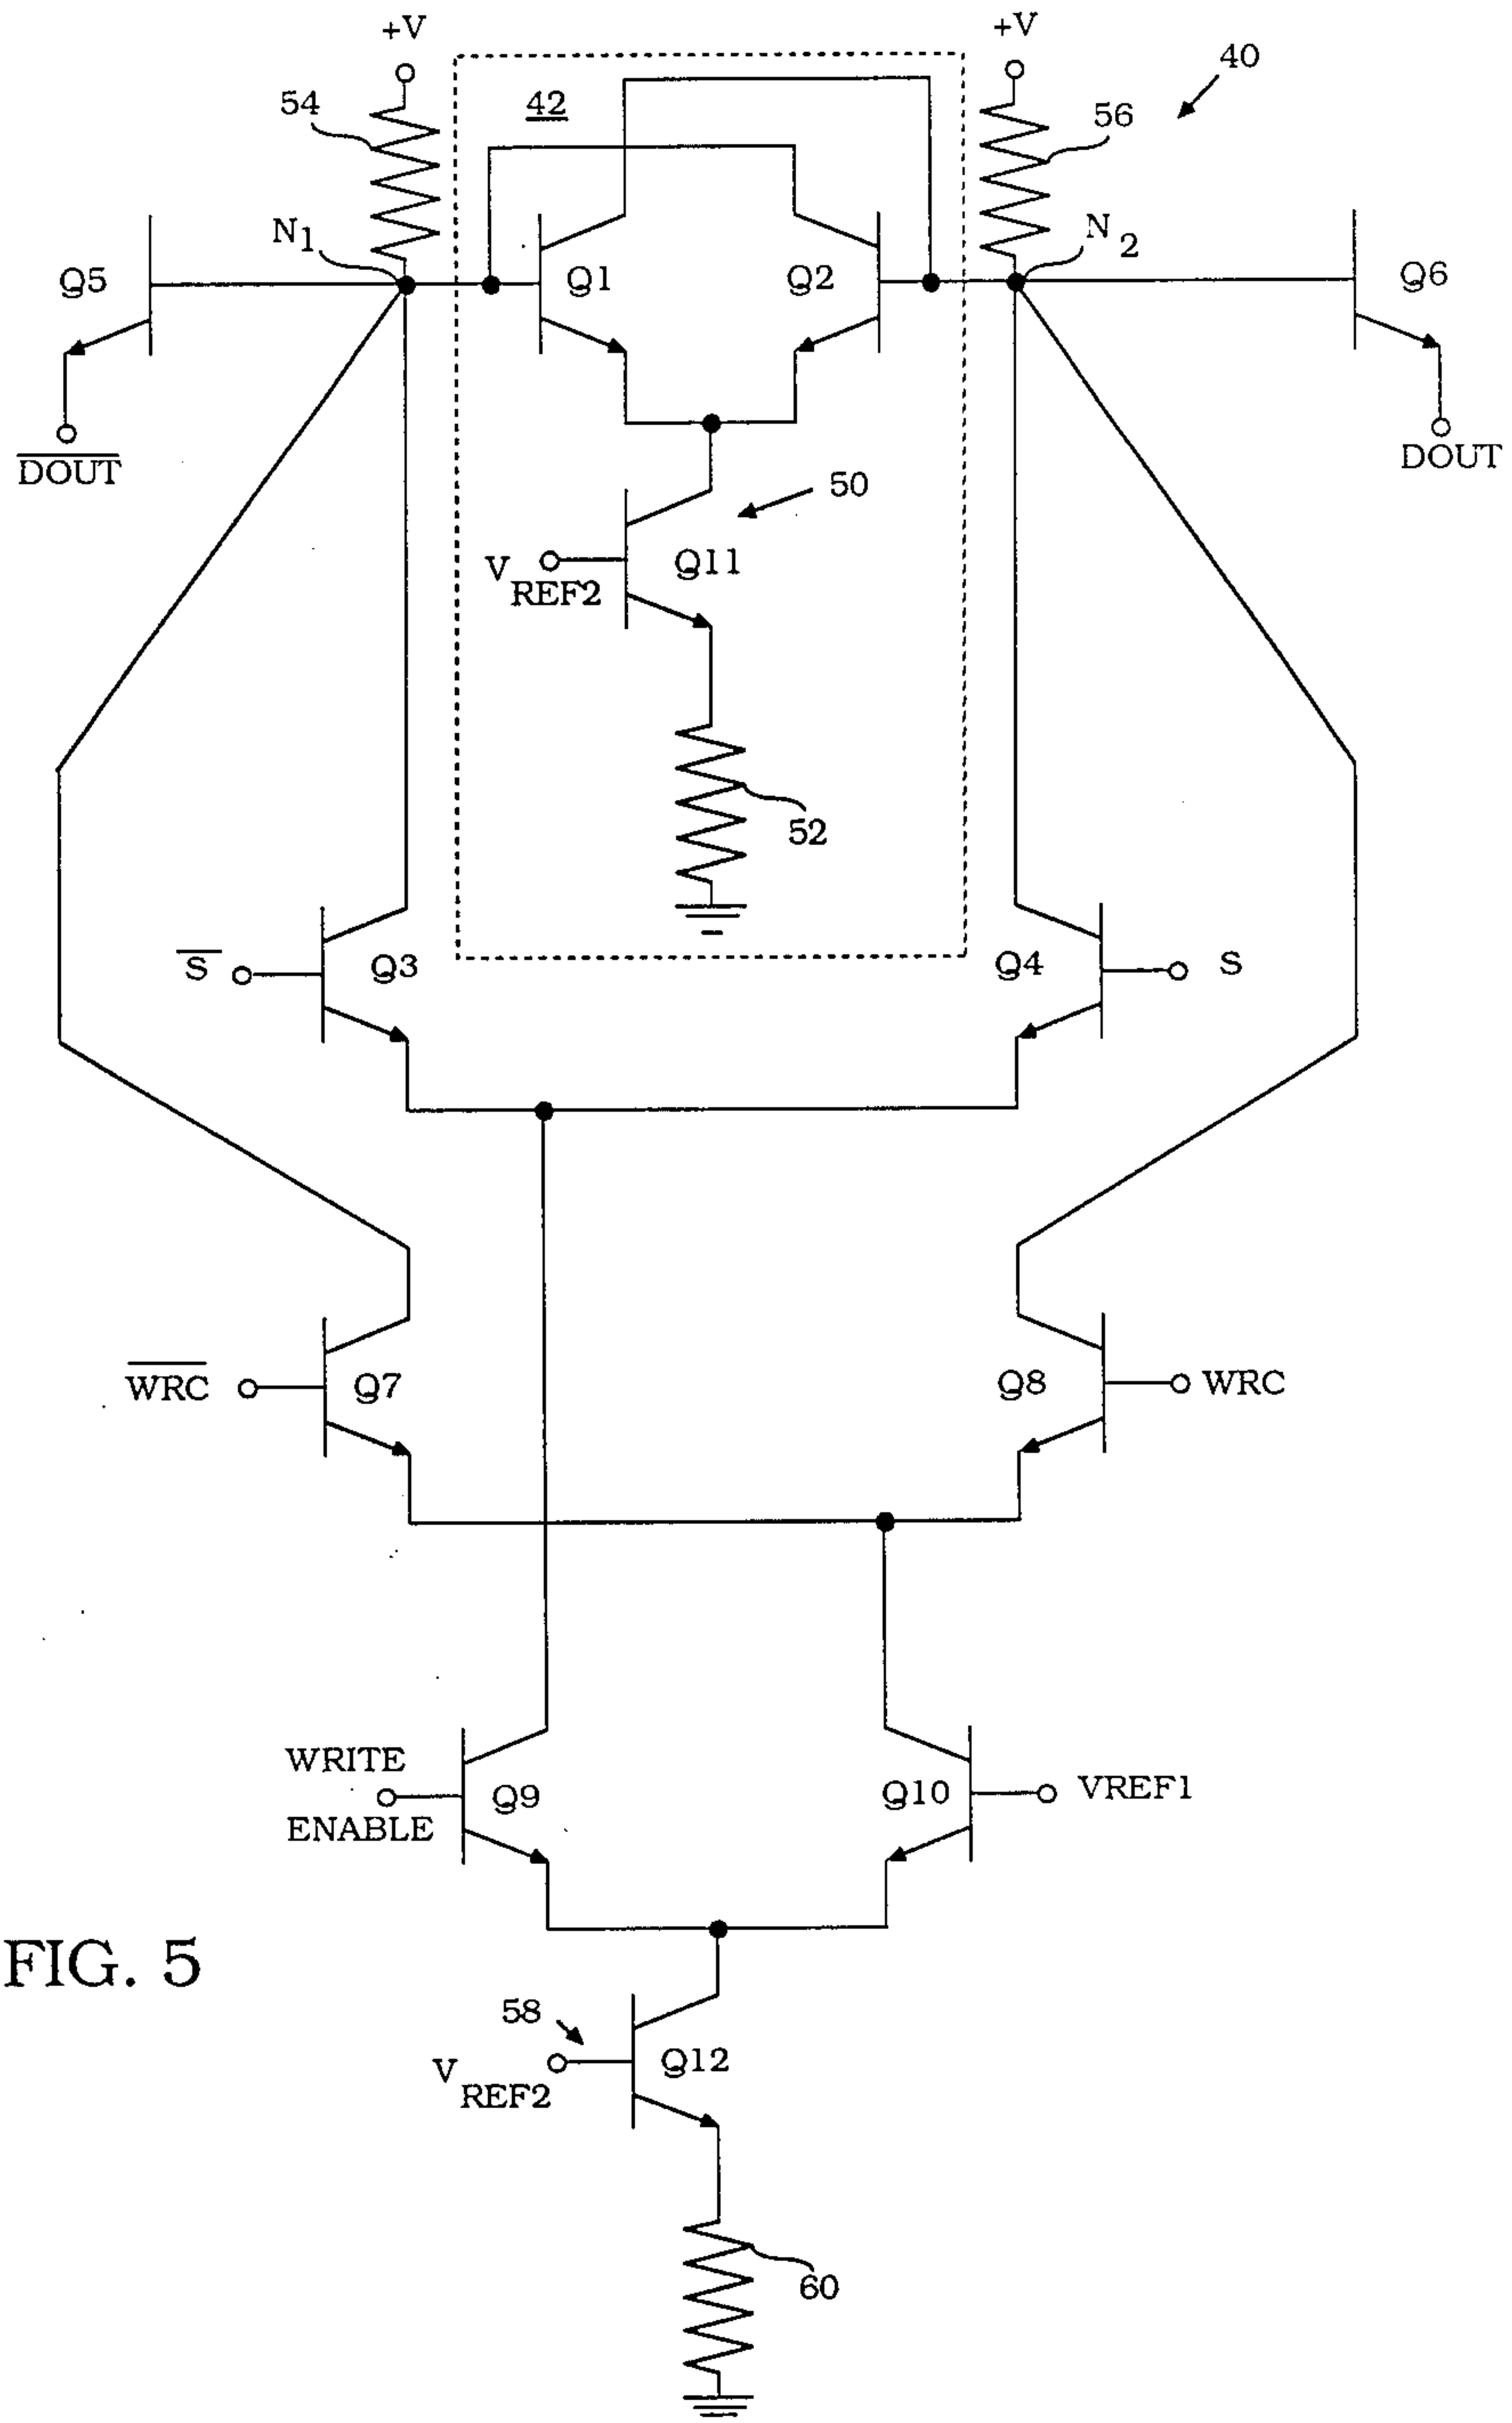 +V
+V
40
54
42
56
N1
N2
Q5
Q1
Q2
Q6
DOUT
DOUT
50
VREF2
Q11
52
S
Q3
Q4
S
WRC
Q7
Q8
WRC
WRITE
ENABLE
Q9
Q10
VREF1
FIG. 5
58
VREF2
Q12
60